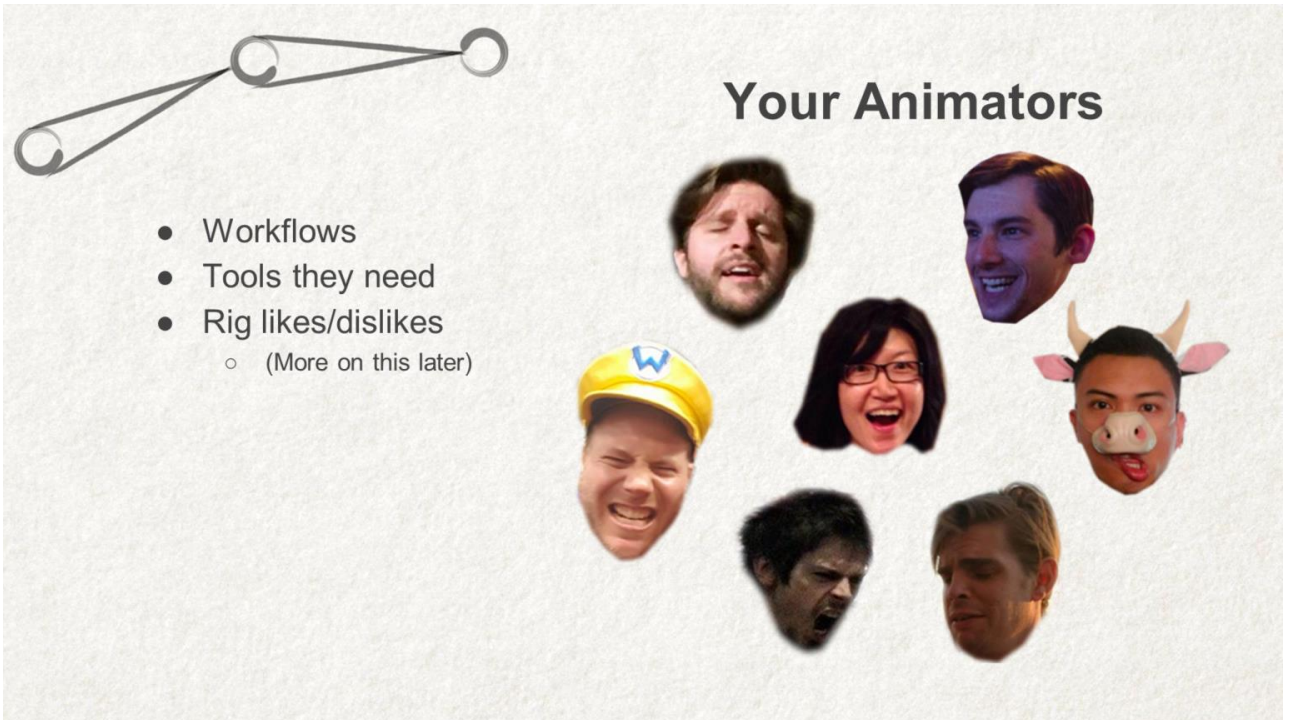 Your Animators
● Workflows
● Tools they need
● Rig likes/dislikes
○ (More on this later)
W